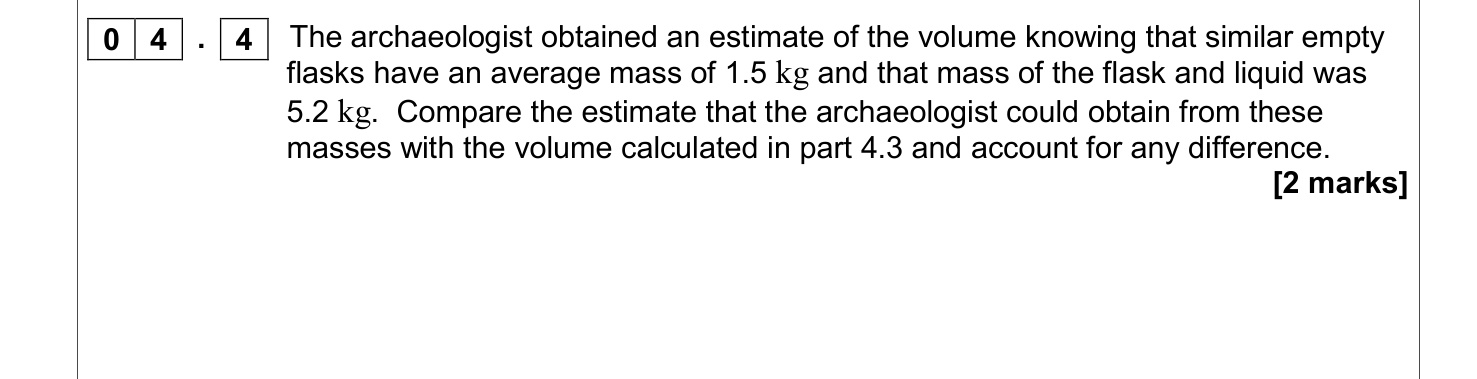 0 4 . 4 The archaeologist obtained an estimate of the volume knowing that similar empty
flasks have an average mass of 1.5 kg and that mass of the flask and liquid was
5.2 kg. Compare the estimate that the archaeologist could obtain from these
masses with the volume calculated in part 4.3 and account for any difference.
[2 marks]